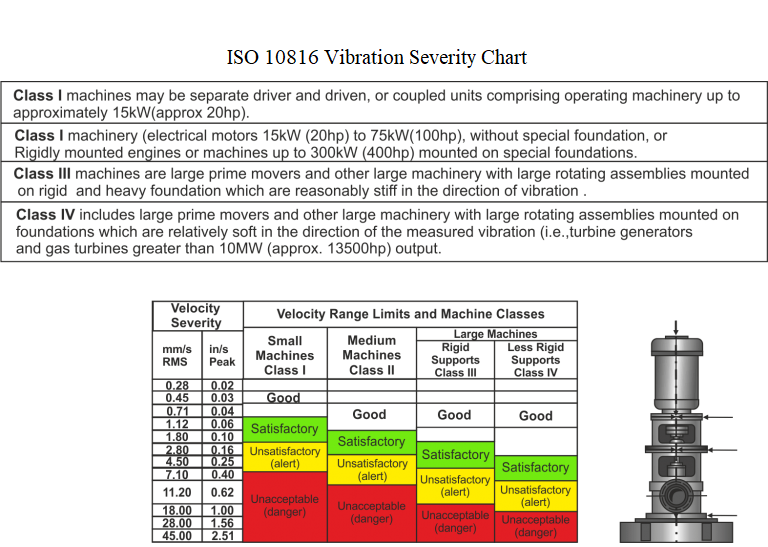 ISO 10816 Vibration Severity Chart
Class I machines may be separate driver and driven, or coupled units comprising operating machinery up to
approximately 15kW(approx 20hp).
Class I machinery (electrical motors 15kW (20hp) to 75kW(100hp), without special foundation, or
Rigidly mounted engines or machines up to 300kW (400hp) mounted on special foundations.
Class III machines are large prime movers and other large machinery with large rotating assemblies mounted
on rigid and heavy foundation which are reasonably stiff in the direction of vibration .
Class IV includes large prime movers and other large machinery with large rotating assemblies mounted on
foundations which are relatively soft in the direction of the measured vibration (i.e.,turbine generators
and gas turbines greater than 10MW (approx. 13500hp) output.
Velocity
Severity
Velocity Range Limits and Machine Classes
mm/s
RMS
in/s
Peak
Small
Machines
Class I
Medium
Machines
Class II
Large Machines
Rigid
Supports
Class III
Less Rigid
Supports
Class IV
0.28 0.02
0.45 0.03
0.71 0.04
1.12 0.06
1.80 0.10
2.80 0.16
4.50 0.25
7.10 0.40
11.20 0.62
18.00 1.00
28.00 1.56
45.00 2.51
Good
Satisfactory
Unsatisfactory
(alert)
Unacceptable
(danger)
Good
Satisfactory
Unsatisfactory
(alert)
Unacceptable
(danger)
Good
Satisfactory
Unsatisfactory
(alert)
Unacceptable
(danger)
Good
Satisfactory
Unsatisfactory
(alert)
Unacceptable
(danger)